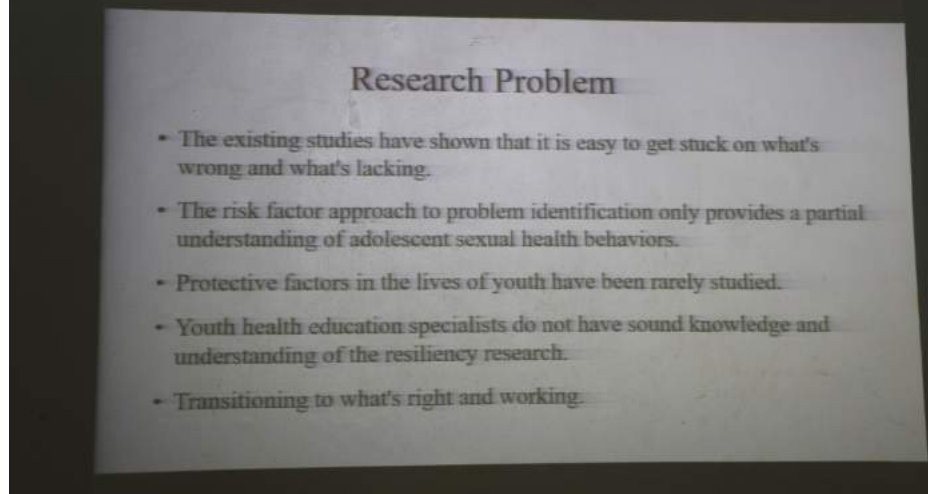 Research Problem
• The existing studies have shown that it is easy to get stuck on what's
wrong and what's lacking.
• The risk factor approach to problem identification only provides a partial
understanding of adolescent sexual health behaviors.
• Protective factors in the lives of youth have been rarely studied.
• Youth health education specialists do not have sound knowledge and
understanding of the resiliency research.
• Transitioning to what's right and working.